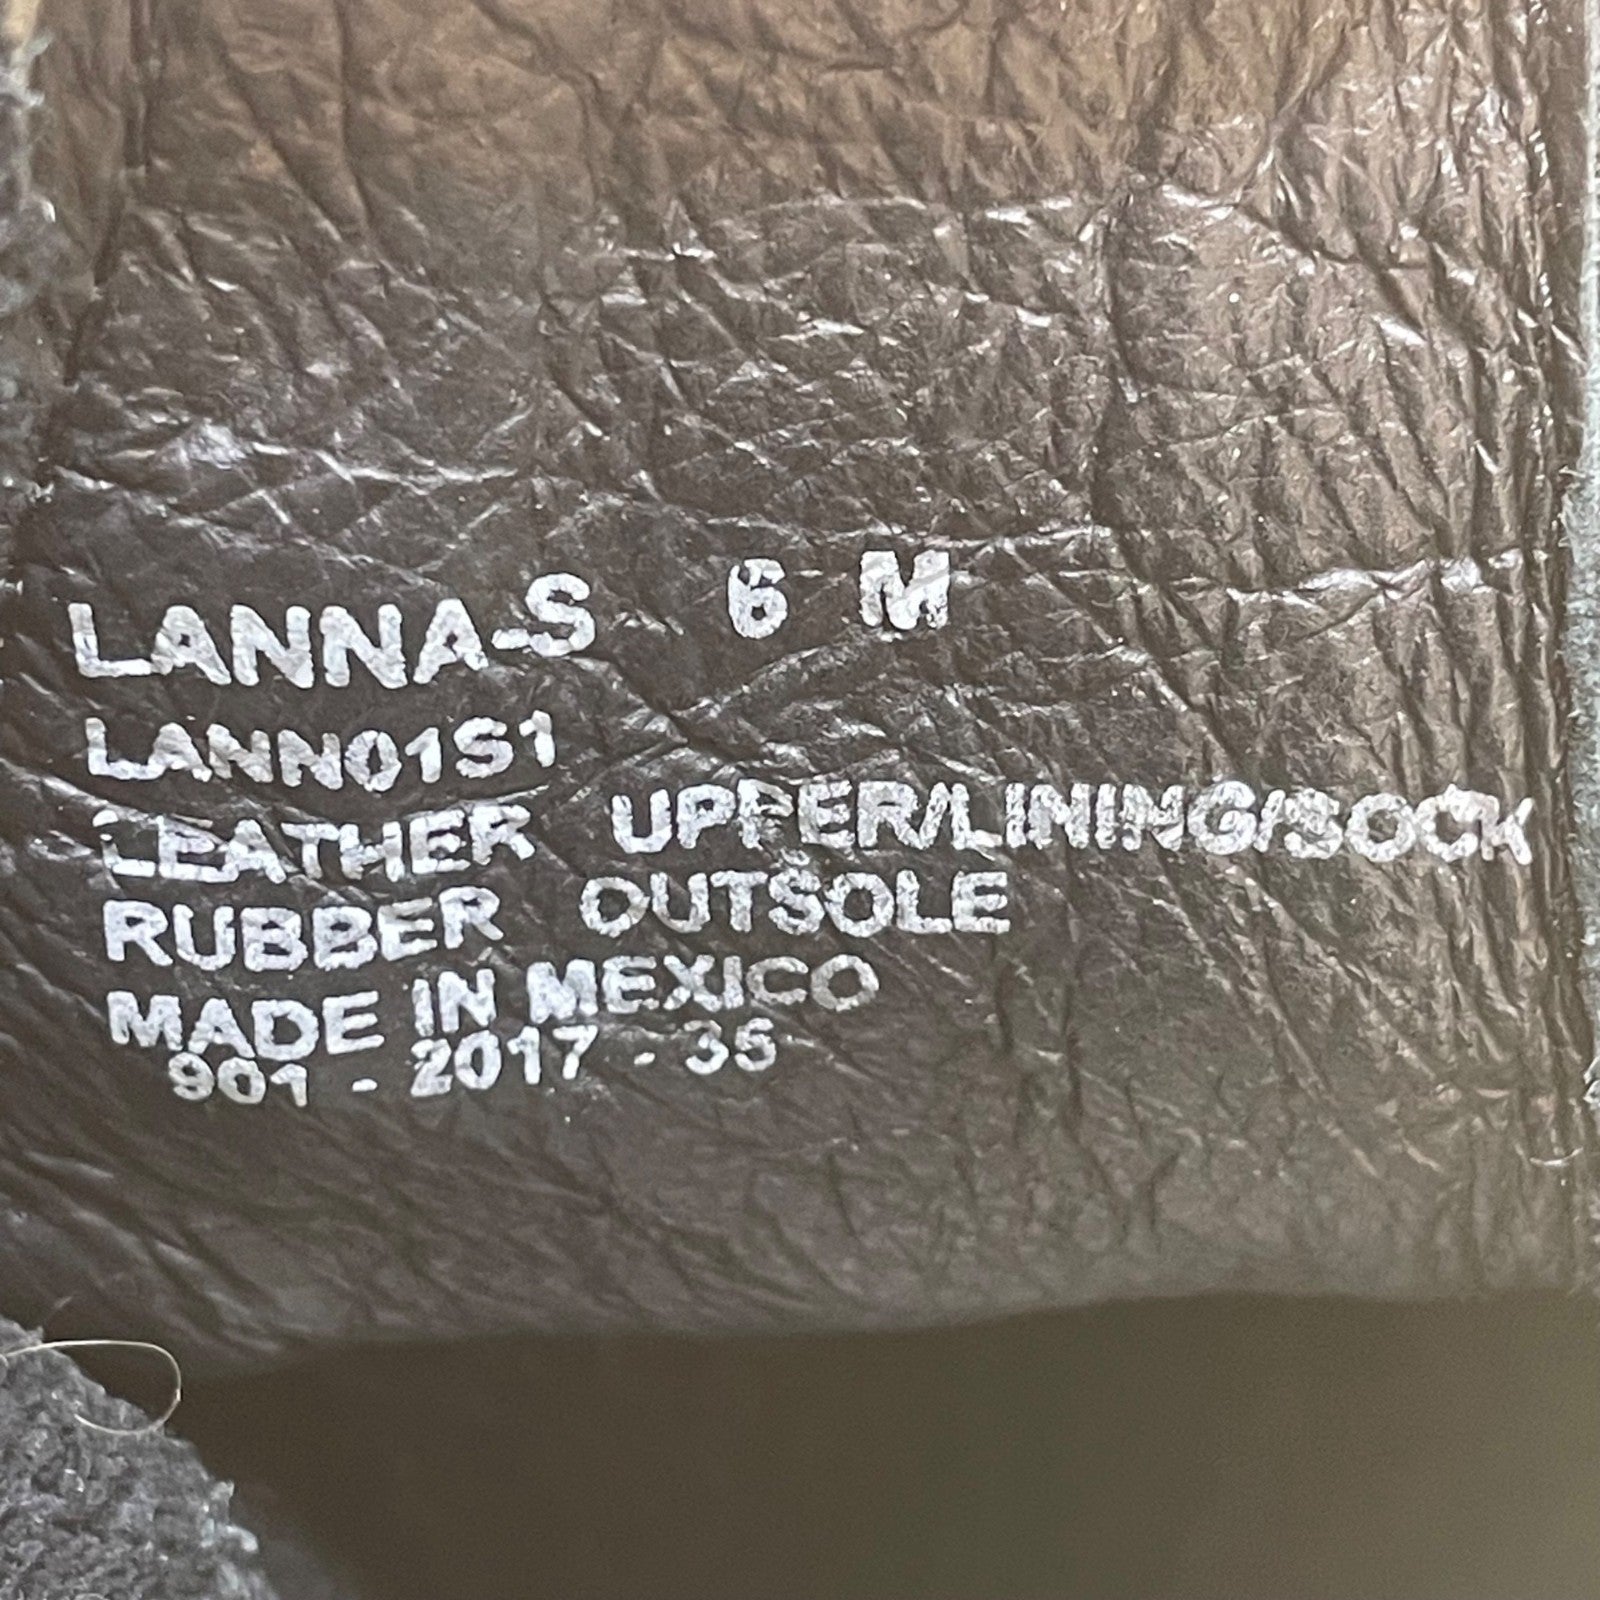 LANNA-S 6 M
LANN01S1
LEATHER UPPER/LINING/SOCK
RUBBER OUTSOLE
MADE IN MEXICO
901 - 2017 - 35